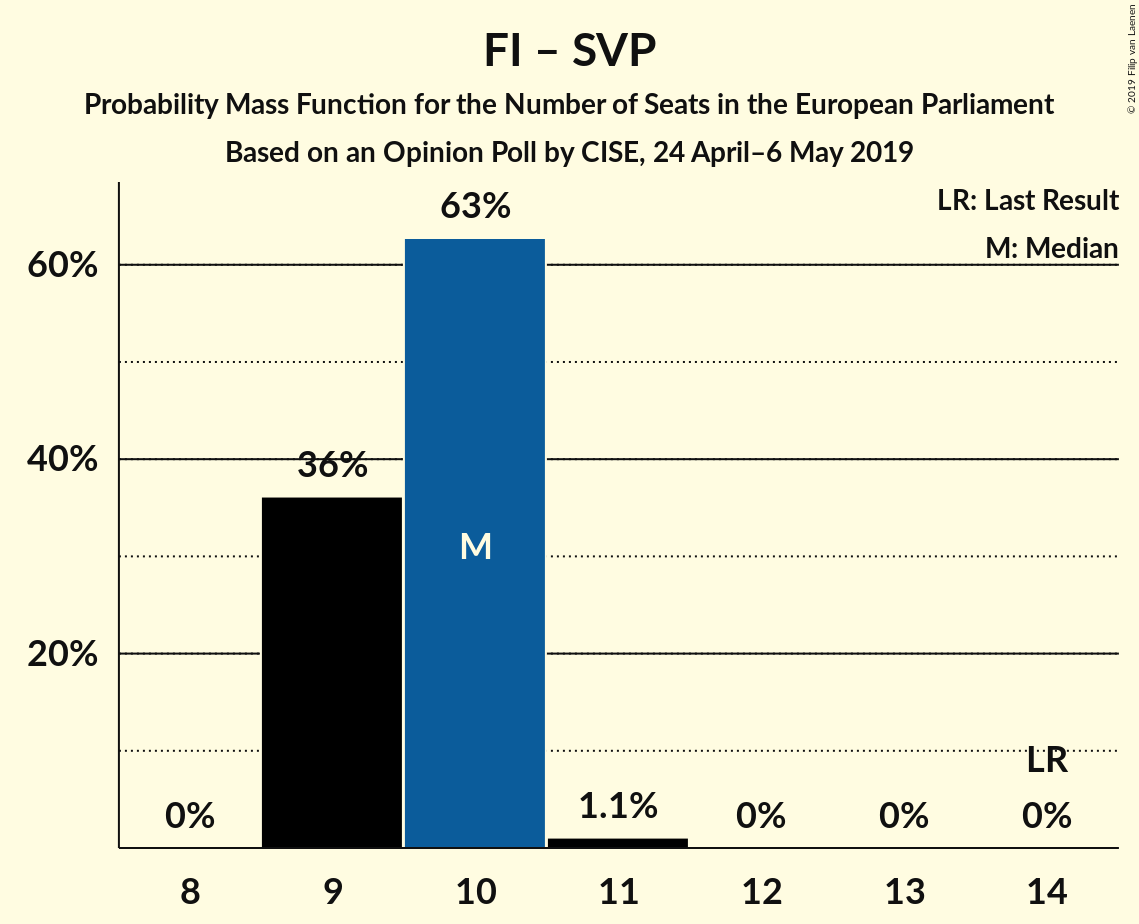 FI – SVP
Probability Mass Function for the Number of Seats in the European Parliament
Based on an Opinion Poll by CISE, 24 April–6 May 2019
© 2019 Filip van Laenen
LR: Last Result
M: Median
63%
60%
40%
36%
M
20%
LR
0%
1.1%
0%
0%
0%
8
9
10
11
12
13
14